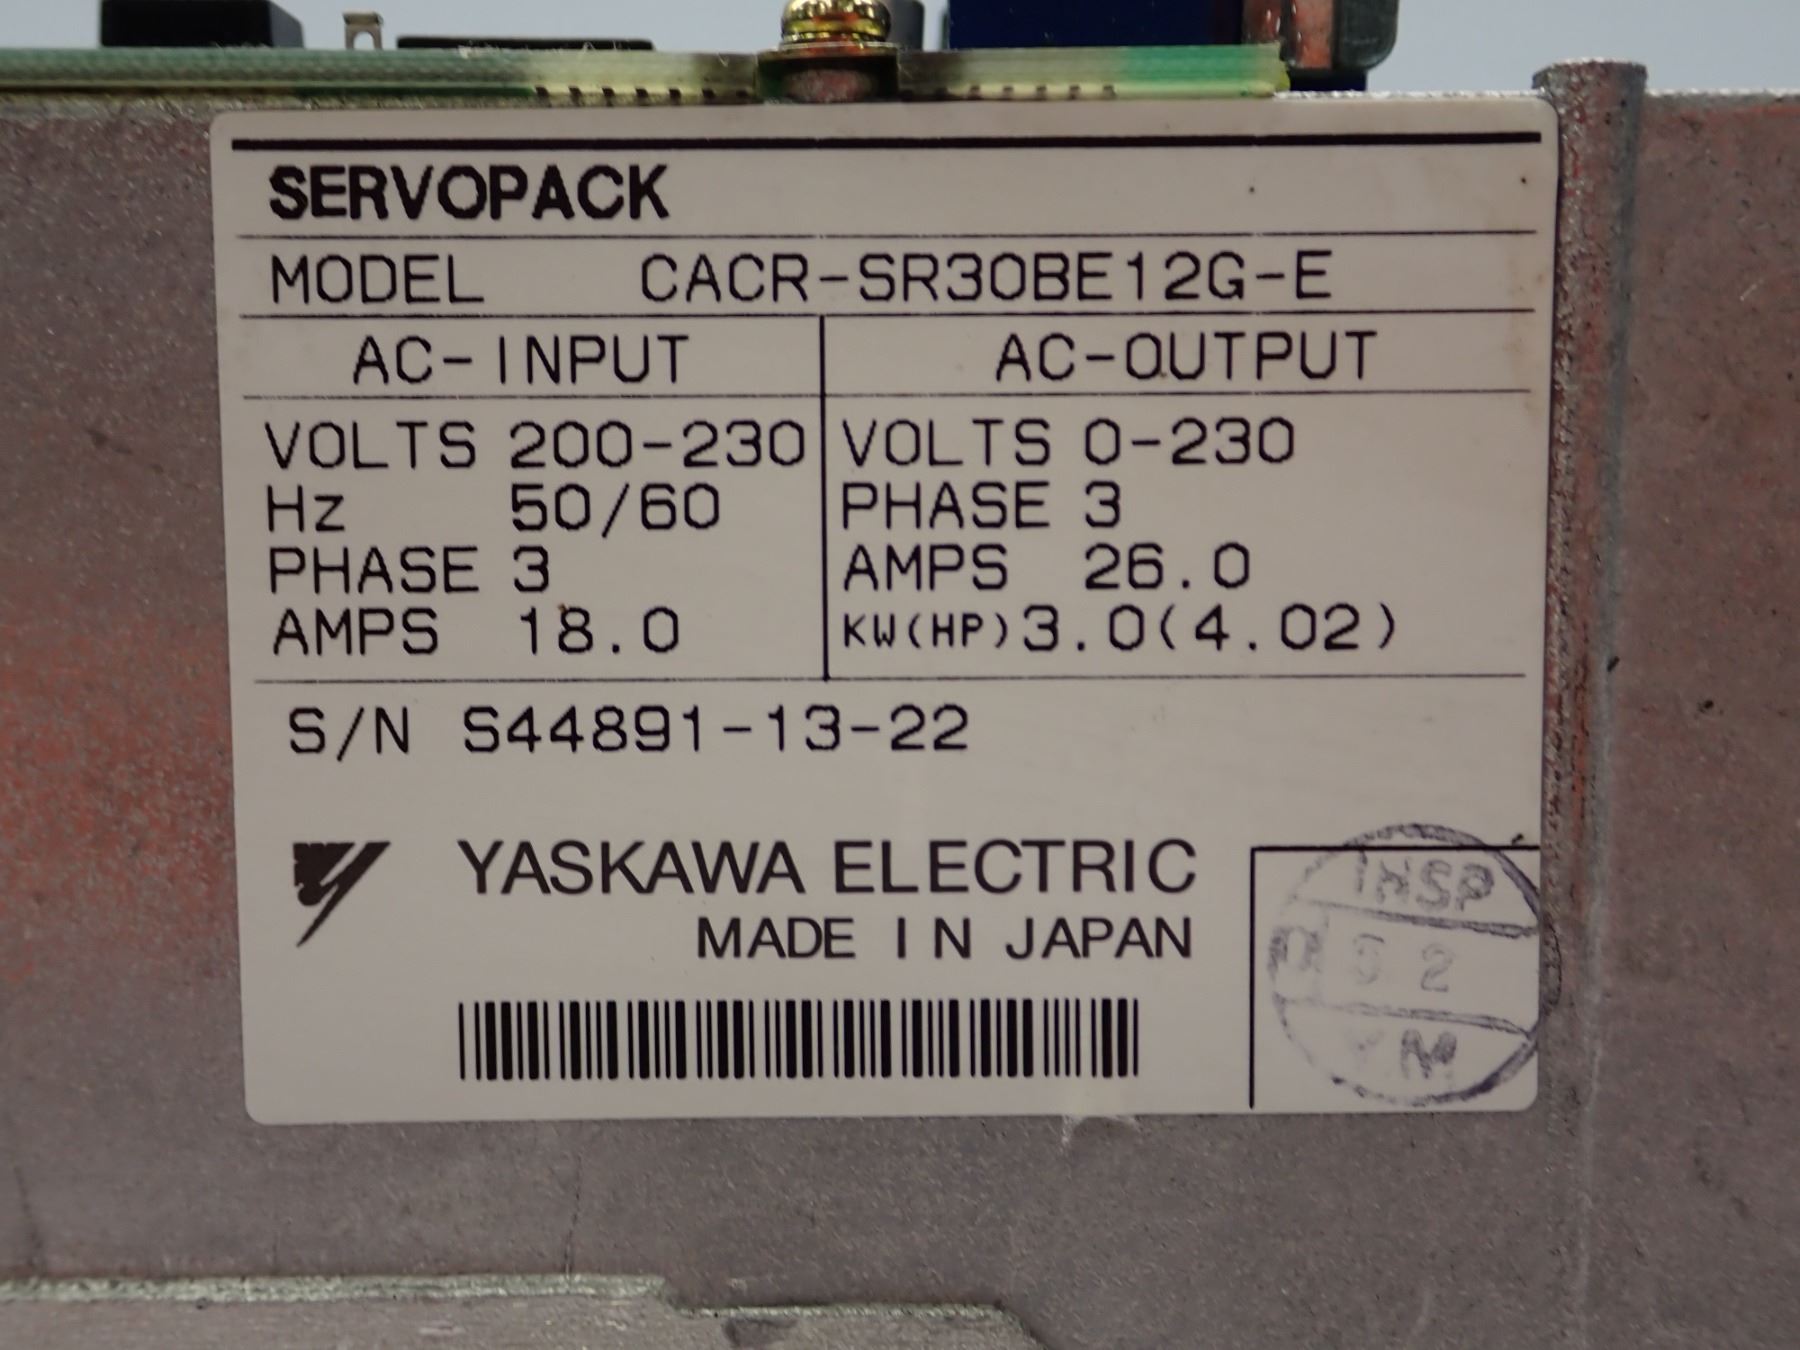 SERVOPACK
MODEL CACR-SR30BE12G-E
AC-INPUT AC-OUTPUT
VOLTS 200-230 VOLTS 0-230
Hz 50/60 PHASE 3
PHASE 3 AMPS 26.0
AMPS 18.0 KW(HP) 3.0(4.02)
S/N S44891-13-22
YASKAWA ELECTRIC
MADE IN JAPAN
INSP
2